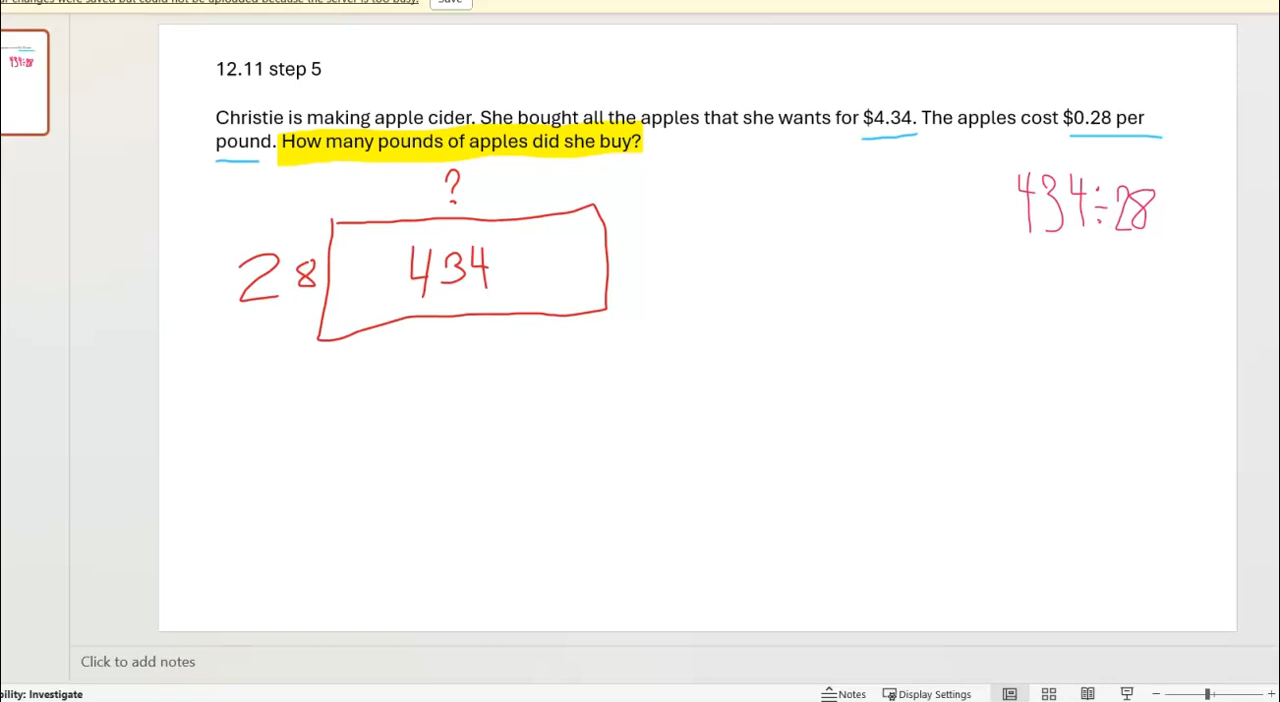 Save
12.11 step 5
Christie is making apple cider. She bought all the apples that she wants for $4.34. The apples cost $0.28 per
pound. How many pounds of apples did she buy?
?
434÷28
28
434
Click to add notes
bility: Investigate
Notes
Display Settings